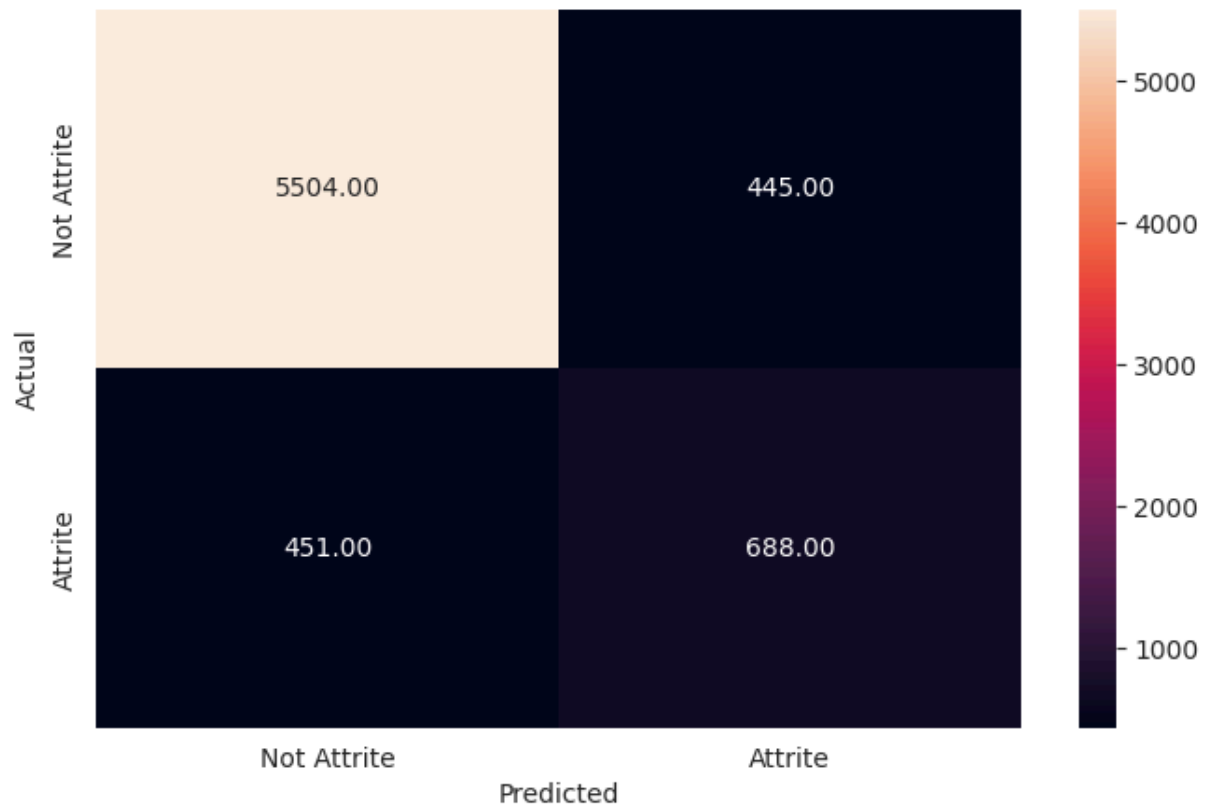 Actual
Not Attrite
Attrite
5504.00
445.00
451.00
688.00
Not Attrite
Attrite
Predicted
5000
4000
3000
2000
1000